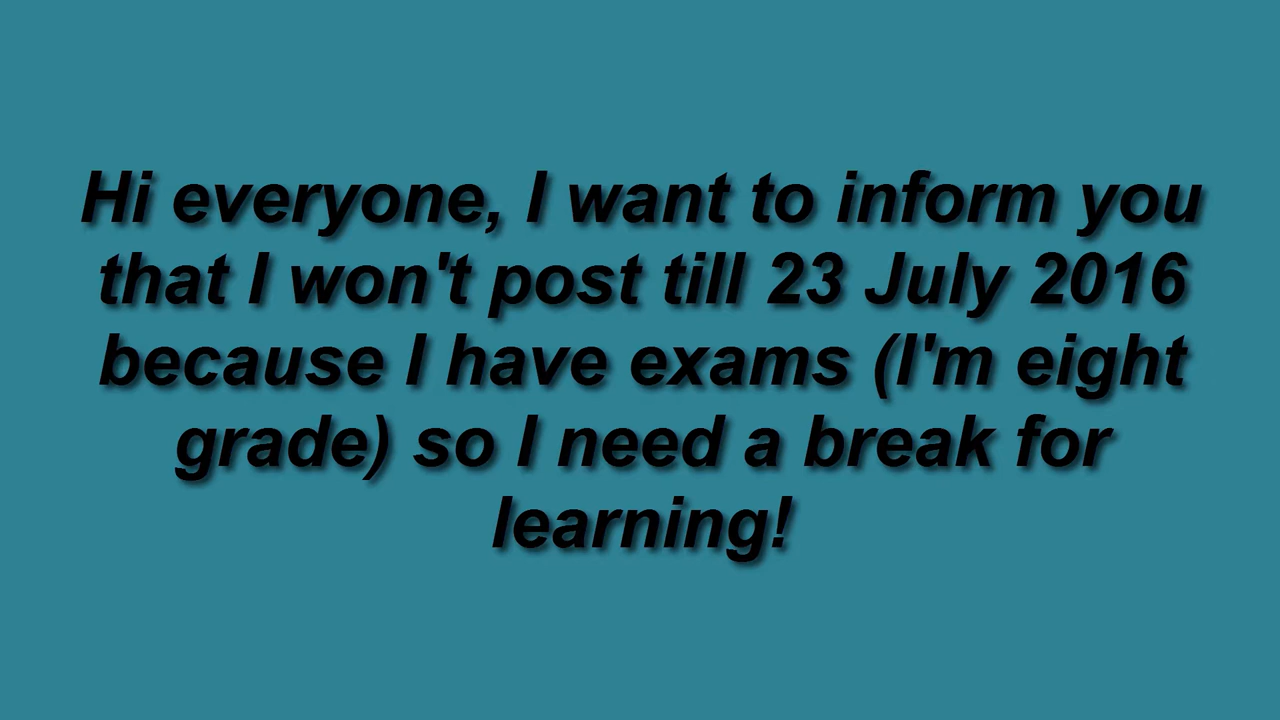 Hi everyone, I want to inform you
that I won't post till 23 July 2016
because I have exams (I'm eight
grade) so I need a break for
learning!